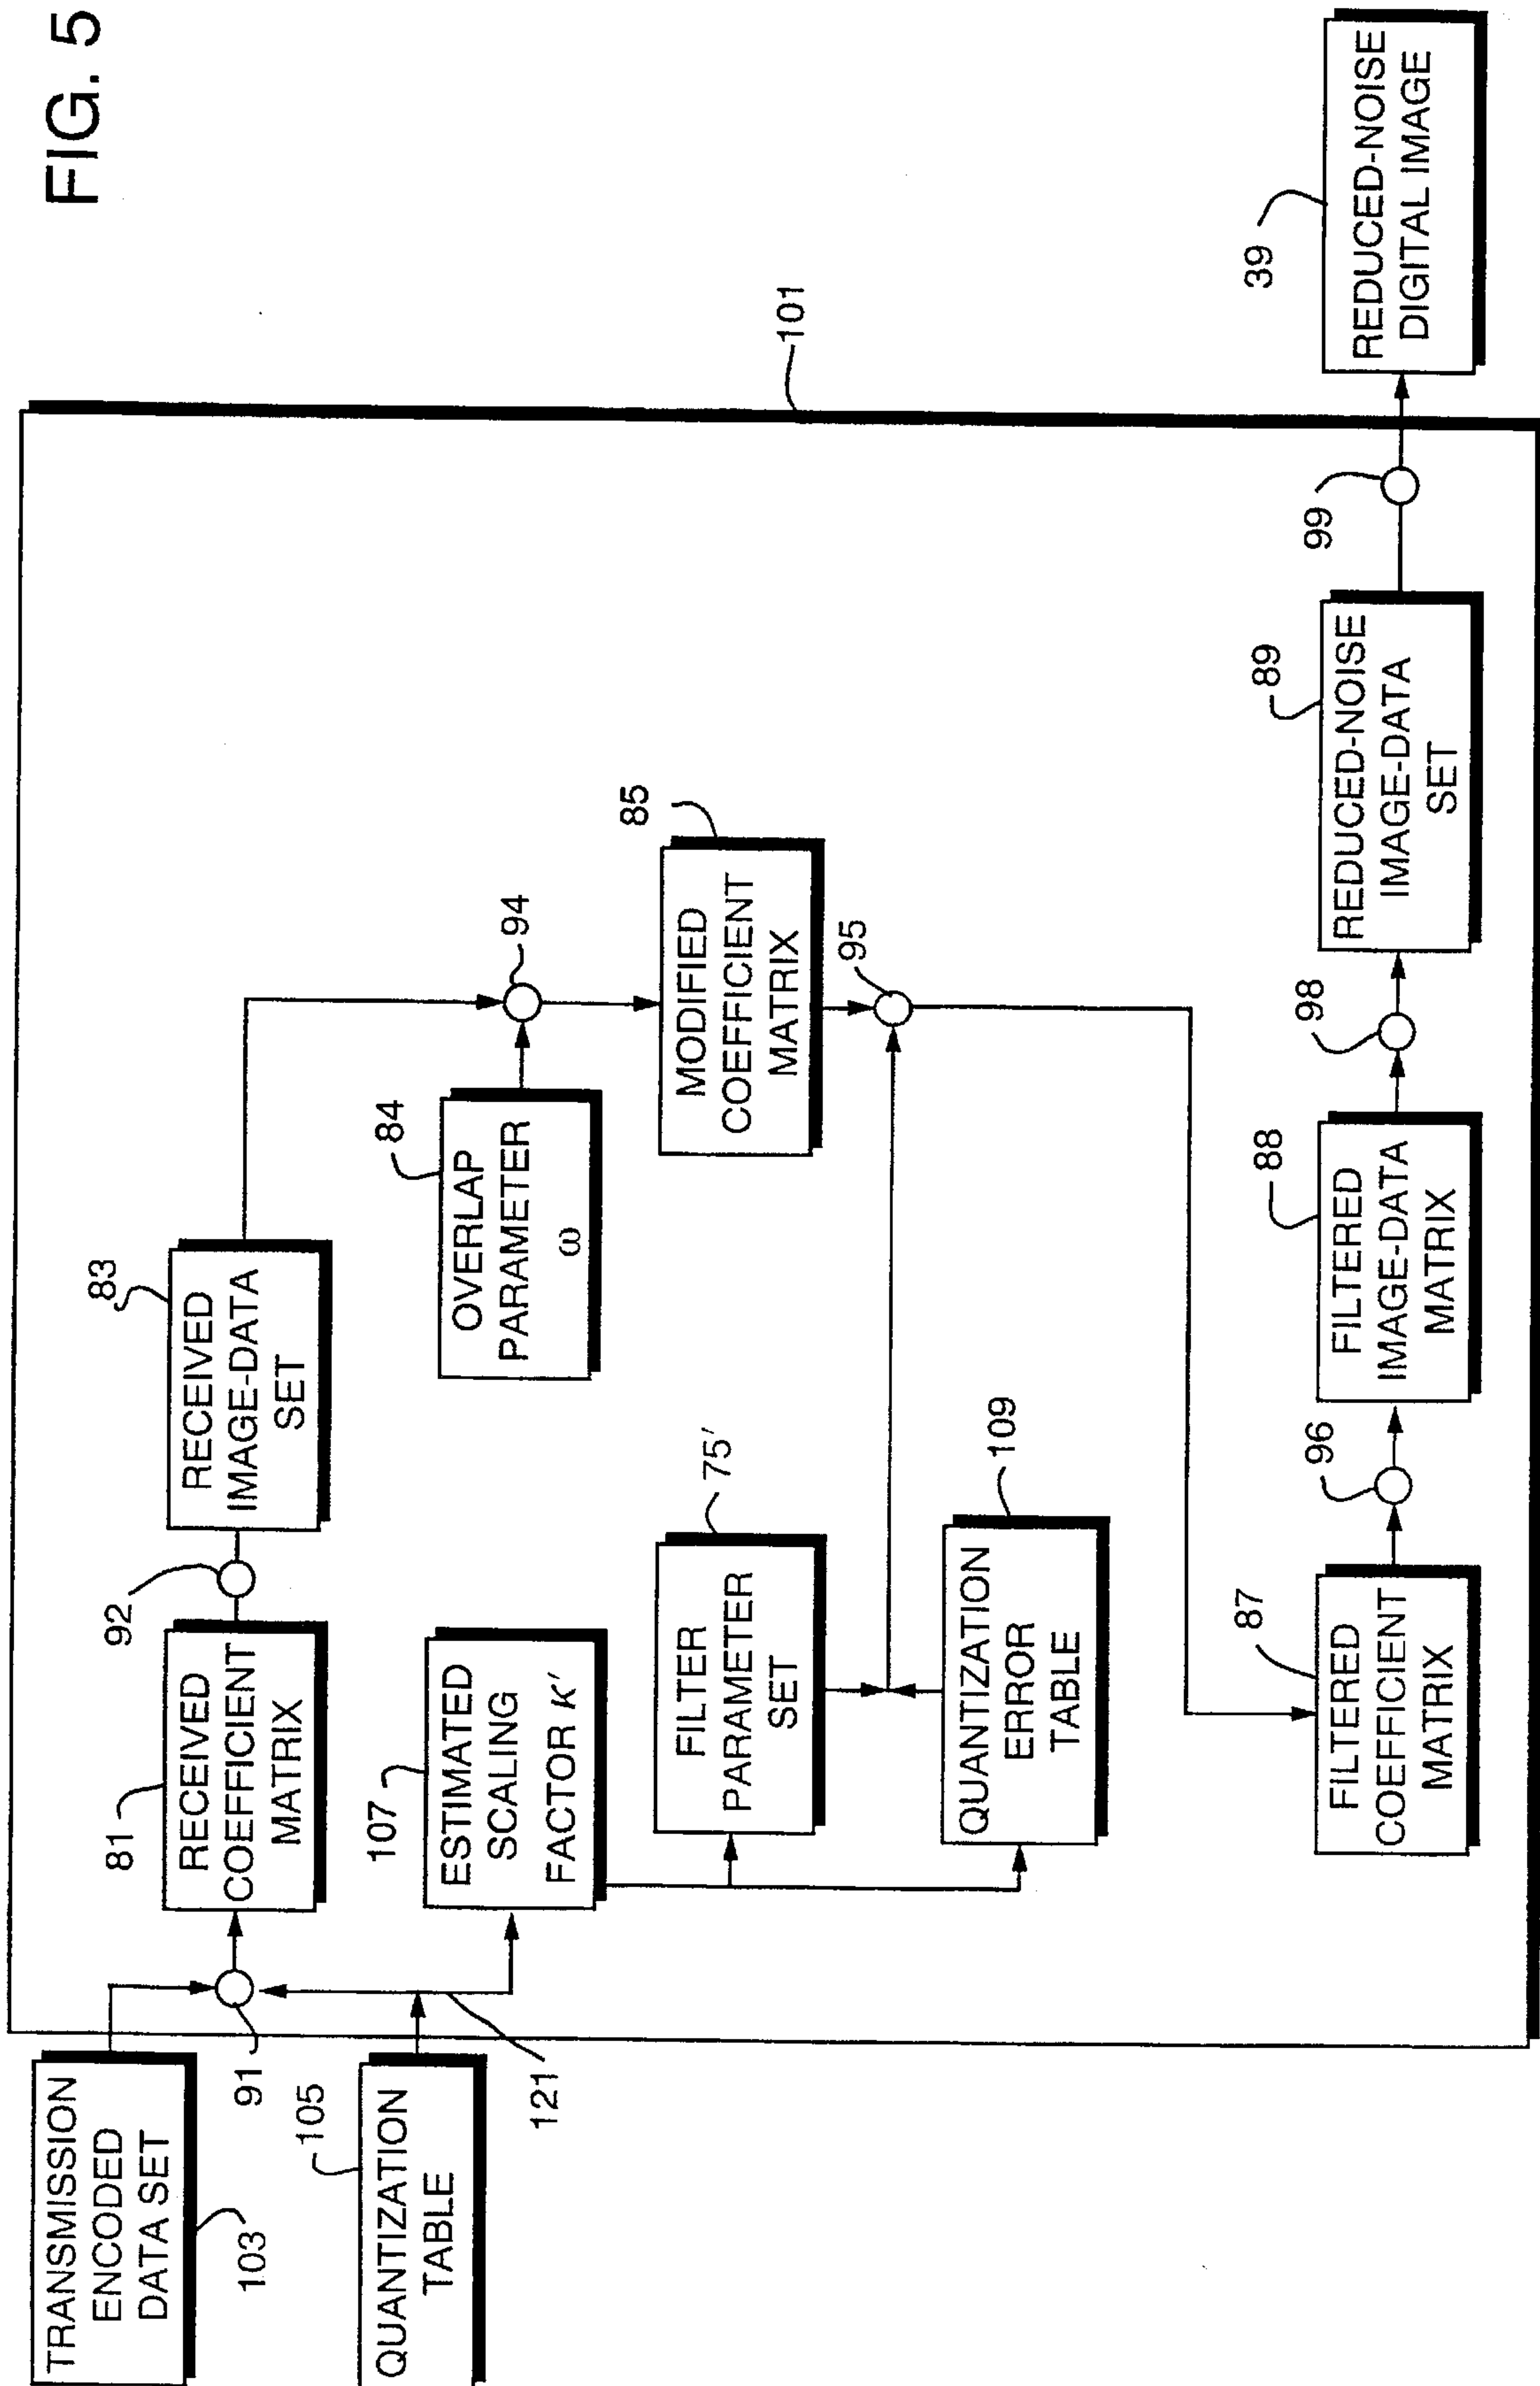 FIG. 5
TRANSMISSION
ENCODED
DATA SET
103
QUANTIZATION
TABLE
105
91
121
101
81
RECEIVED
COEFFICIENT
MATRIX
92
83
RECEIVED
IMAGE-DATA
SET
107
ESTIMATED
SCALING
FACTOR κ′
84
OVERLAP
PARAMETER
ω
94
75′
FILTER
PARAMETER
SET
85
MODIFIED
COEFFICIENT
MATRIX
95
109
QUANTIZATION
ERROR
TABLE
87
FILTERED
COEFFICIENT
MATRIX
96
88
FILTERED
IMAGE-DATA
MATRIX
98
89
REDUCED-NOISE
IMAGE-DATA
SET
99
39
REDUCED-NOISE
DIGITAL IMAGE